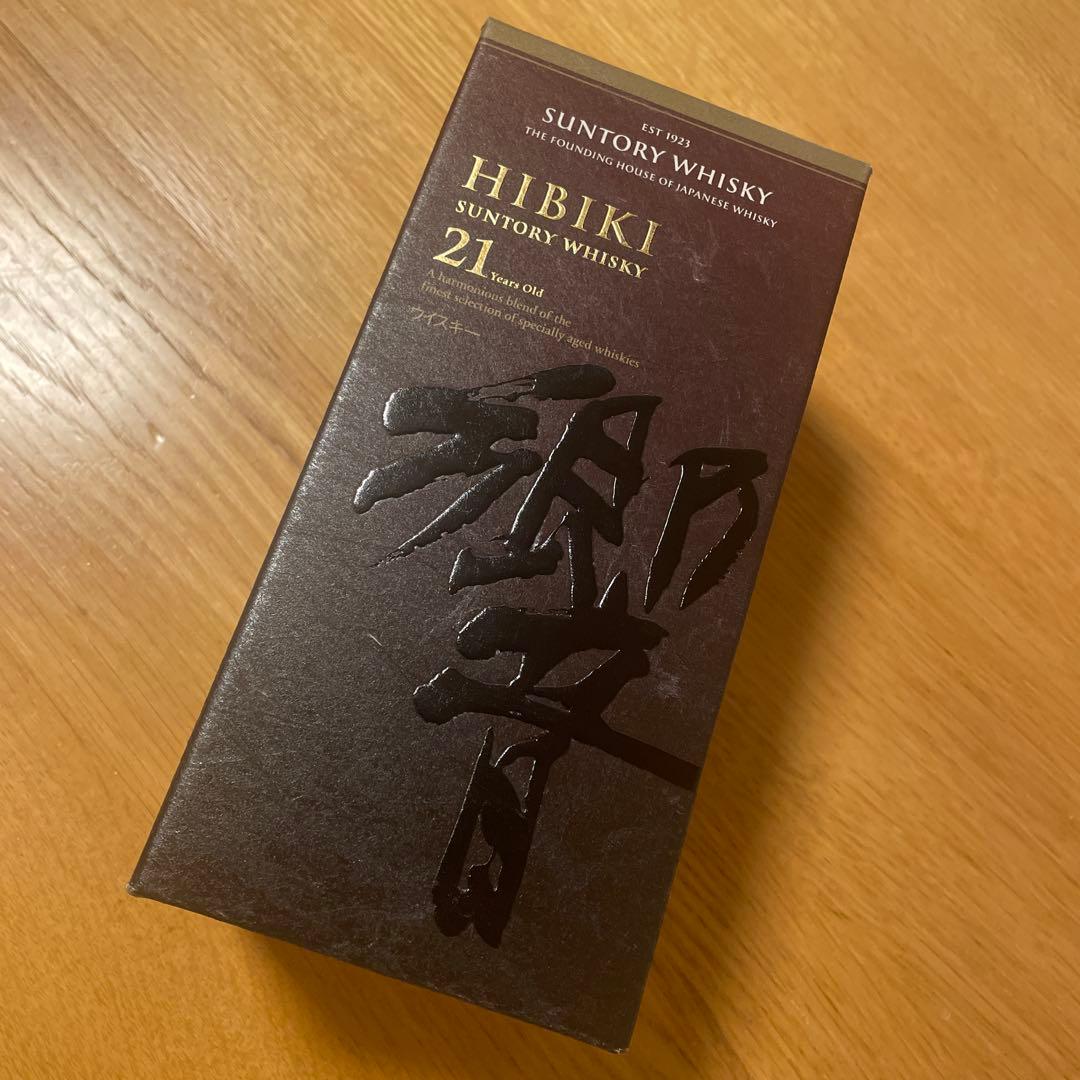 EST 1923
SUNTORY WHISKY
THE FOUNDING HOUSE OF JAPANESE WHISKY
HIBIKI
SUNTORY WHISKY
21 Years Old
A harmonious blend of the
finest selection of specially aged whiskies
ウイスキー
響